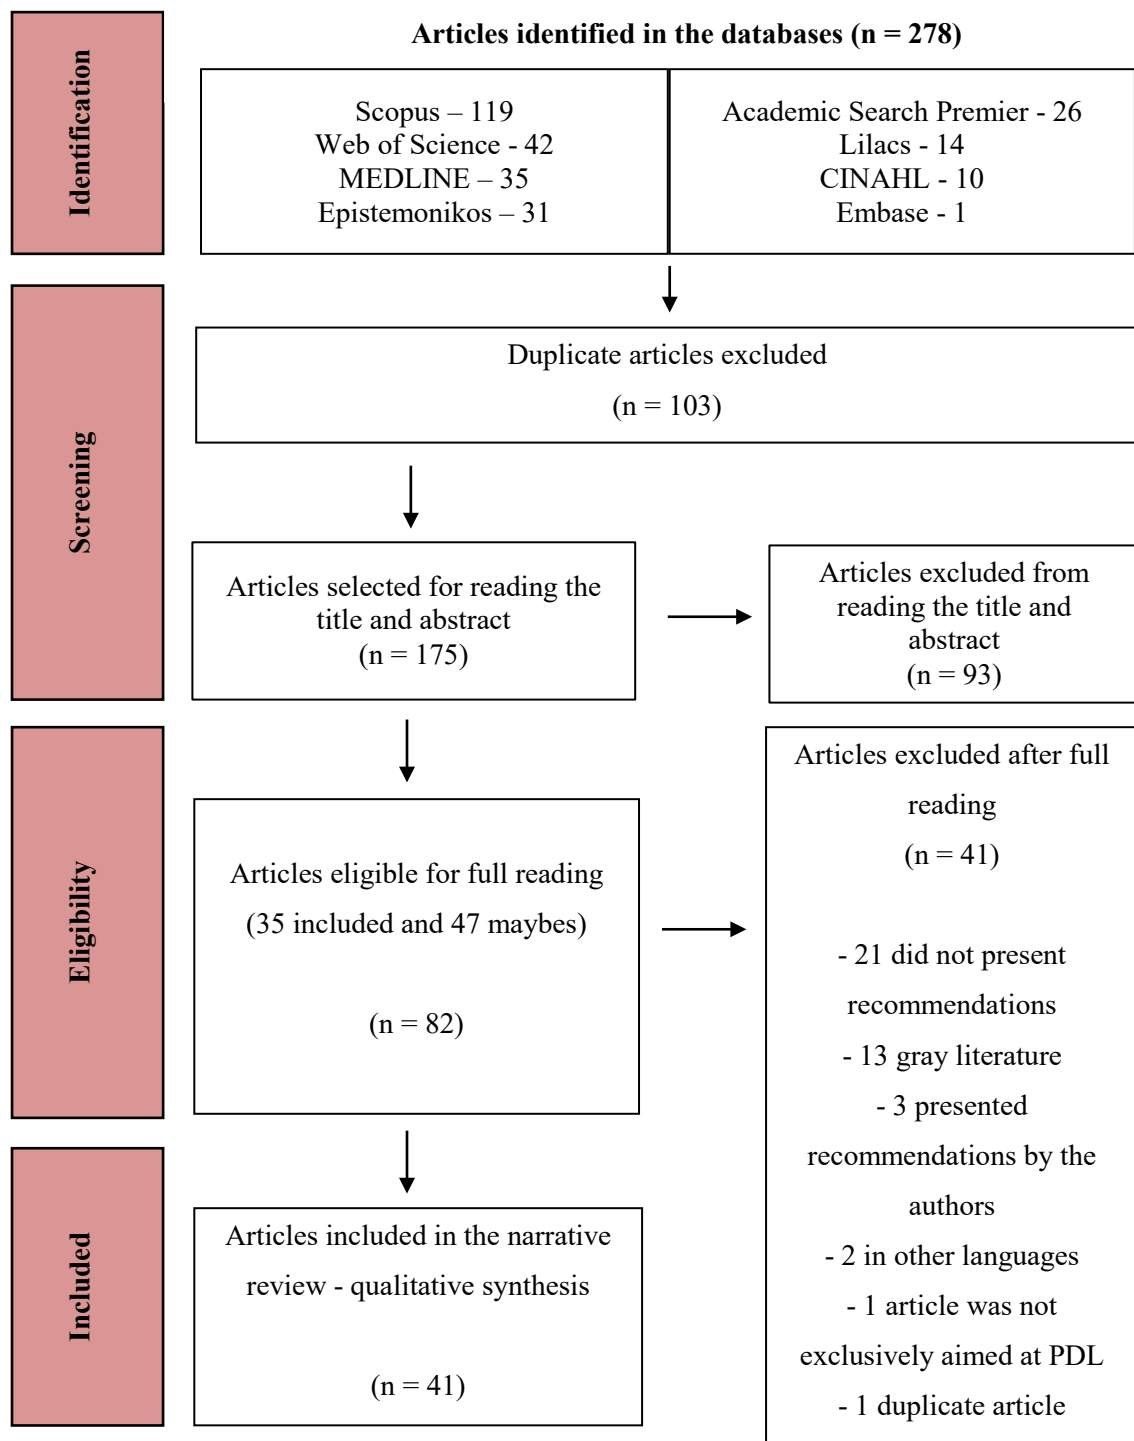 Articles identified in the databases (n = 278)
Identification
Scopus – 119
Web of Science - 42
MEDLINE – 35
Epistemonikos – 31
Academic Search Premier - 26
Lilacs - 14
CINAHL - 10
Embase - 1
Screening
Duplicate articles excluded
(n = 103)
Articles selected for reading the
title and abstract
(n = 175)
Articles excluded from
reading the title and
abstract
(n = 93)
Eligibility
Articles eligible for full reading
(35 included and 47 maybes)
(n = 82)
Articles excluded after full
reading
(n = 41)
- 21 did not present
recommendations
- 13 gray literature
- 3 presented
recommendations by the
authors
- 2 in other languages
- 1 article was not
exclusively aimed at PDL
- 1 duplicate article
Included
Articles included in the narrative
review - qualitative synthesis
(n = 41)